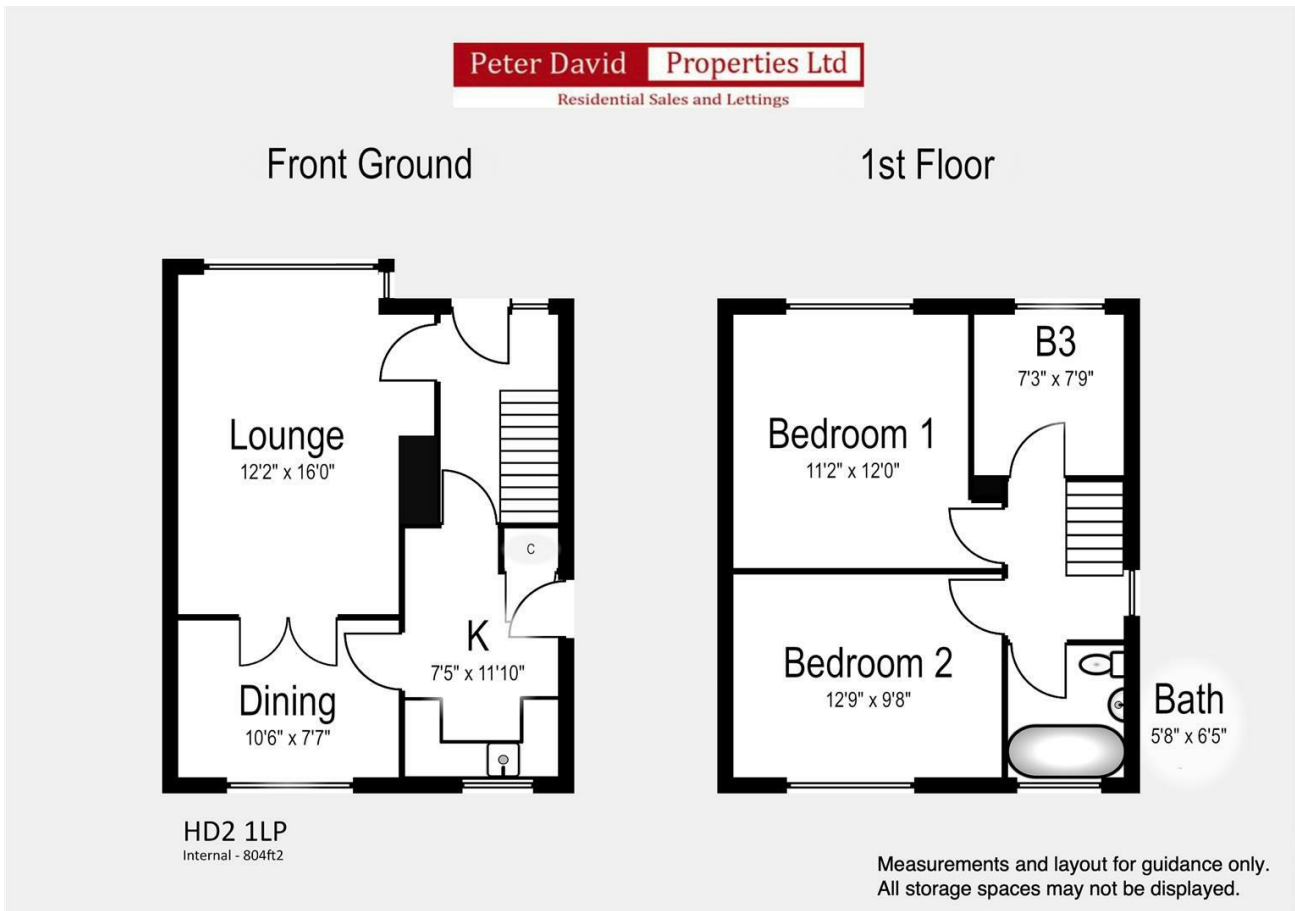 Peter David Properties Ltd
Residential Sales and Lettings
Front Ground
1st Floor
Lounge
12'2" x 16'0"
C
K
7'5" x 11'10"
Dining
10'6" x 7'7"
B3
7'3" x 7'9"
Bedroom 1
11'2" x 12'0"
Bedroom 2
12'9" x 9'8"
Bath
5'8" x 6'5"
HD2 1LP
Internal - 804ft2
Measurements and layout for guidance only.
All storage spaces may not be displayed.